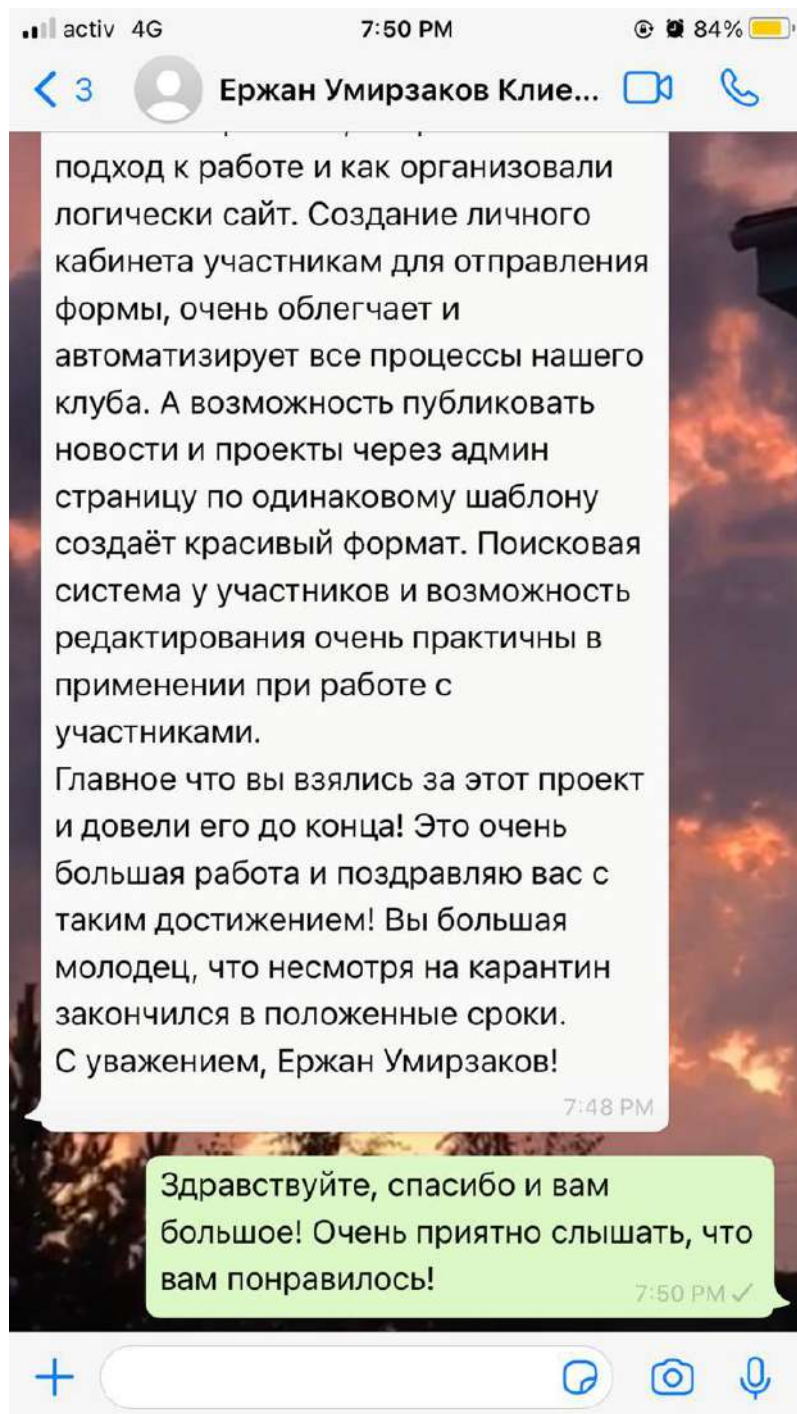 activ 4G 7:50 PM 84%
3 Ержан Умирзаков Клие...
подход к работе и как организовали
логически сайт. Создание личного
кабинета участникам для отправления
формы, очень облегчает и
автоматизирует все процессы нашего
клуба. А возможность публиковать
новости и проекты через админ
страницу по одинаковому шаблону
создаёт красивый формат. Поисковая
система у участников и возможность
редактирования очень практичны в
применении при работе с
участниками.
Главное что вы взялись за этот проект
и довели его до конца! Это очень
большая работа и поздравляю вас с
таким достижением! Вы большая
молодец, что несмотря на карантин
закончился в положенные сроки.
С уважением, Ержан Умирзаков!
7:48 PM
Здравствуйте, спасибо и вам
большое! Очень приятно слышать, что
вам понравилось!
7:50 PM